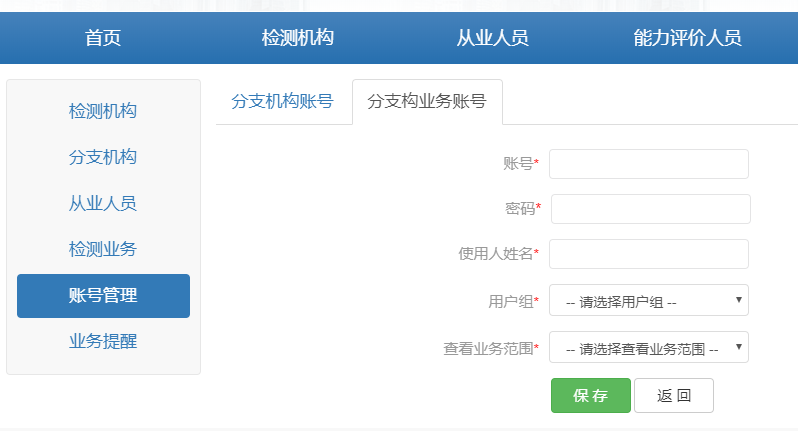 首页 检测机构 从业人员 能力评价人员
检测机构
分支机构
从业人员
检测业务
账号管理
业务提醒
分支机构账号 分支构业务账号
账号*
密码*
使用人姓名*
用户组* -- 请选择用户组 --
查看业务范围* -- 请选择查看业务范围 --
保 存 返 回